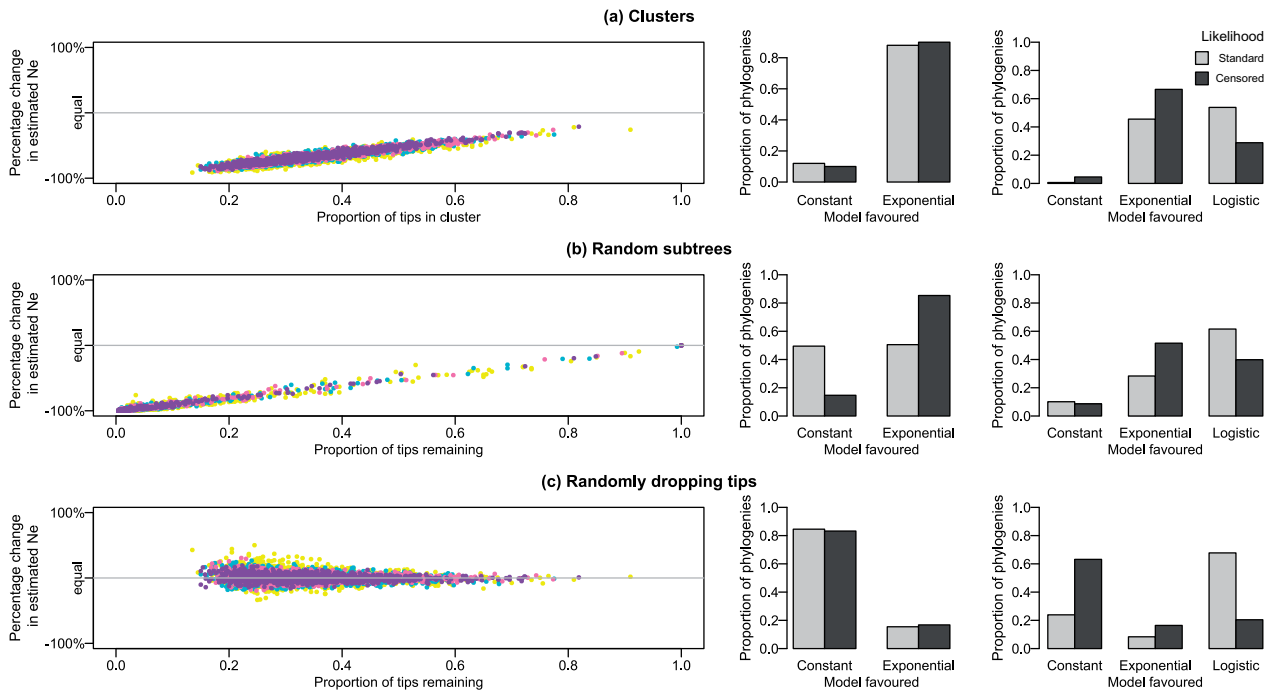 (a) Clusters
Percentage change
in estimated Ne
100%
equal
-100%
0.0 0.2 0.4 0.6 0.8 1.0
Proportion of tips in cluster
Proportion of phylogenies
0.8
0.6
0.4
0.2
0.0
Constant Exponential
Model favoured
Proportion of phylogenies
1.0
0.8
0.6
0.4
0.2
0.0
Constant Exponential Logistic
Model favoured
Likelihood
Standard
Censored
(b) Random subtrees
Percentage change
in estimated Ne
100%
equal
-100%
0.0 0.2 0.4 0.6 0.8 1.0
Proportion of tips remaining
Proportion of phylogenies
1.0
0.8
0.6
0.4
0.2
0.0
Constant Exponential
Model favoured
Proportion of phylogenies
1.0
0.8
0.6
0.4
0.2
0.0
Constant Exponential Logistic
Model favoured
(c) Randomly dropping tips
Percentage change
in estimated Ne
100%
equal
-100%
0.0 0.2 0.4 0.6 0.8 1.0
Proportion of tips remaining
Proportion of phylogenies
1.0
0.8
0.6
0.4
0.2
0.0
Constant Exponential
Model favoured
Proportion of phylogenies
1.0
0.8
0.6
0.4
0.2
0.0
Constant Exponential Logistic
Model favoured